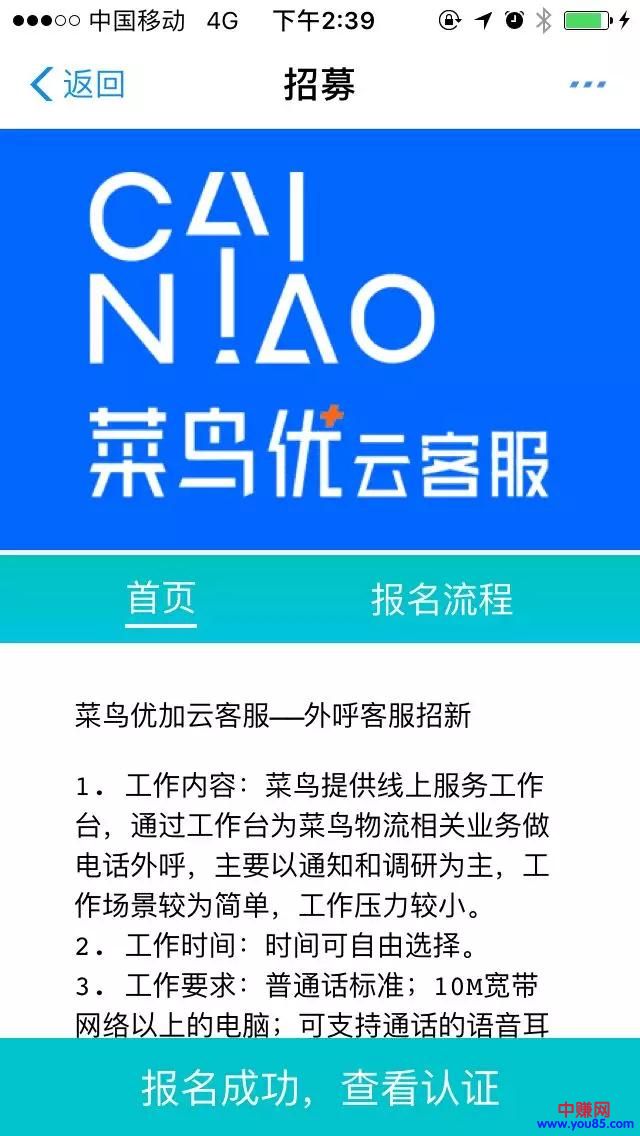 中国移动 4G 下午2:39
返回 招募
CAI
NIAO
菜鸟优云客服
首页 报名流程
菜鸟优加云客服——外呼客服招新
1. 工作内容：菜鸟提供线上服务工作
台，通过工作台为菜鸟物流相关业务做
电话外呼，主要以通知和调研为主，工
作场景较为简单，工作压力较小。
2. 工作时间：时间可自由选择。
3. 工作要求：普通话标准；10M宽带
网络以上的电脑；可支持通话的语音耳
报名成功，查看认证
中赚网
www.you85.com